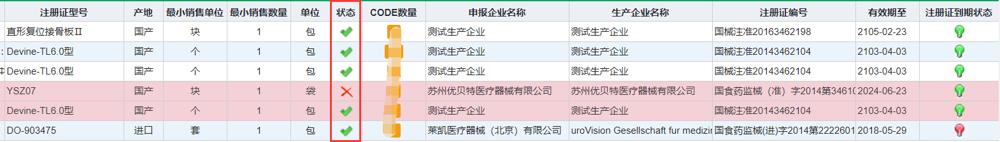 注册证型号 产地 最小销售单位 最小销售数量 单位 状态 CODE数量 申报企业名称 生产企业名称 注册证编号 有效期至 注册证到期状态
直形复位接骨板Ⅱ 国产 块 1 包 测试生产企业 测试生产企业 国械注准20163462198 2105-02-23
Devine-TL6.0型 国产 个 1 包 测试生产企业 测试生产企业 国械注准20143462104 2103-04-03
Devine-TL6.0型 国产 个 1 包 测试生产企业 测试生产企业 国械注准20143462104 2103-04-03
YSZ07 国产 块 1 袋 苏州优贝特医疗器械有限公司 苏州优贝特医疗器械有限公司 国食药监械（准）字2014第34610 2024-06-23
Devine-TL6.0型 国产 个 1 包 测试生产企业 测试生产企业 国械注准20143462104 2103-04-03
DO-903475 进口 套 1 包 莱凯医疗器械（北京）有限公司 uroVision Gesellschaft fur medizin 国食药监械(进)字2014第2222601 2018-05-29